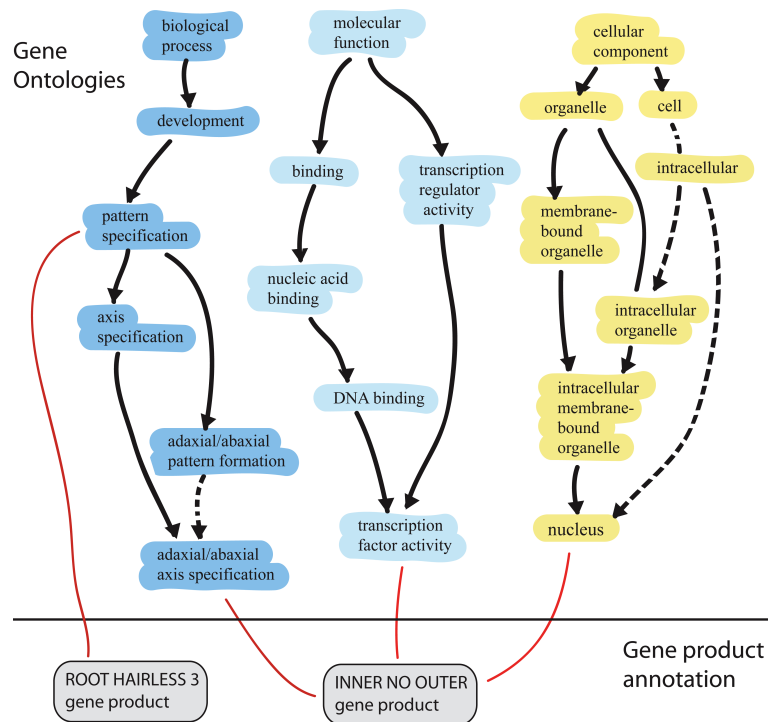 Gene
Ontologies
biological
process
development
pattern
specification
axis
specification
adaxial/abaxial
pattern formation
adaxial/abaxial
axis specification
molecular
function
binding
transcription
regulator
activity
nucleic acid
binding
DNA binding
transcription
factor activity
cellular
component
organelle
cell
intracellular
membrane-
bound
organelle
intracellular
organelle
intracellular
membrane-
bound
organelle
nucleus
Gene product
annotation
ROOT HAIRLESS 3
gene product
INNER NO OUTER
gene product